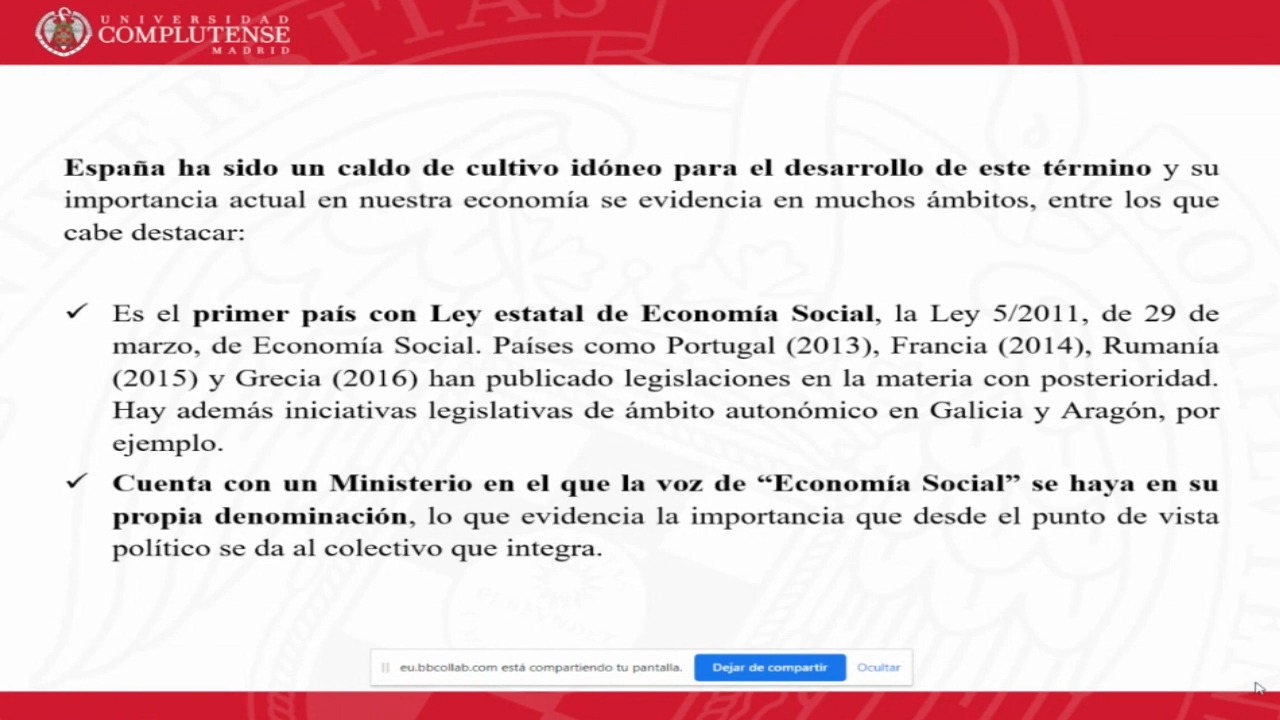 UNIVERSIDAD
COMPLUTENSE
MADRID
España ha sido un caldo de cultivo idóneo para el desarrollo de este término y su
importancia actual en nuestra economía se evidencia en muchos ámbitos, entre los que
cabe destacar:
✓ Es el primer país con Ley estatal de Economía Social, la Ley 5/2011, de 29 de
marzo, de Economía Social. Países como Portugal (2013), Francia (2014), Rumanía
(2015) y Grecia (2016) han publicado legislaciones en la materia con posterioridad.
Hay además iniciativas legislativas de ámbito autonómico en Galicia y Aragón, por
ejemplo.
✓ Cuenta con un Ministerio en el que la voz de “Economía Social” se haya en su
propia denominación, lo que evidencia la importancia que desde el punto de vista
político se da al colectivo que integra.
eu.bbcollab.com está compartiendo tu pantalla. Dejar de compartir Ocultar